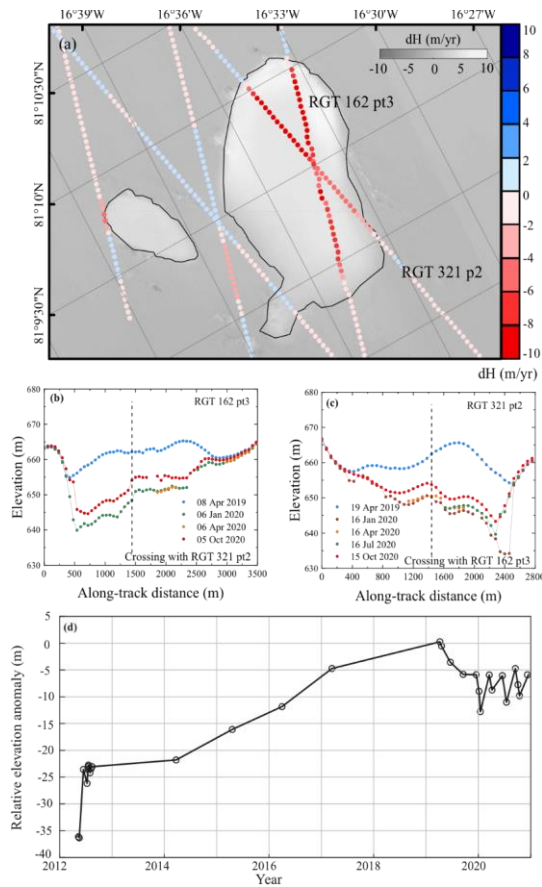 16°39'W 16°36'W 16°33'W 16°30'W 16°27'W
(a)
dH (m/yr)
-10 -5 0 5 10
RGT 162 pt3
RGT 321 p2
81°10'30"N
81°10'N
81°9'30"N
10
8
6
4
2
0
-2
-4
-6
-8
-10
dH (m/yr)
(b) RGT 162 pt3
Elevation (m)
680
670
660
650
640
630
08 Apr 2019
06 Jan 2020
06 Apr 2020
05 Oct 2020
Crossing with RGT 321 pt2
0 500 1000 1500 2000 2500 3000 3500
Along-track distance (m)
(c) RGT 321 pt2
Elevation (m)
680
670
660
650
640
630
19 Apr 2019
16 Jan 2020
16 Apr 2020
16 Jul 2020
15 Oct 2020
Crossing with RGT 162 pt3
0 400 800 1200 1600 2000 2400 2800
Along-track distance (m)
(d)
Relative elevation anomaly (m)
5
0
-5
-10
-15
-20
-25
-30
-35
-40
2012 2014 2016 2018 2020
Year